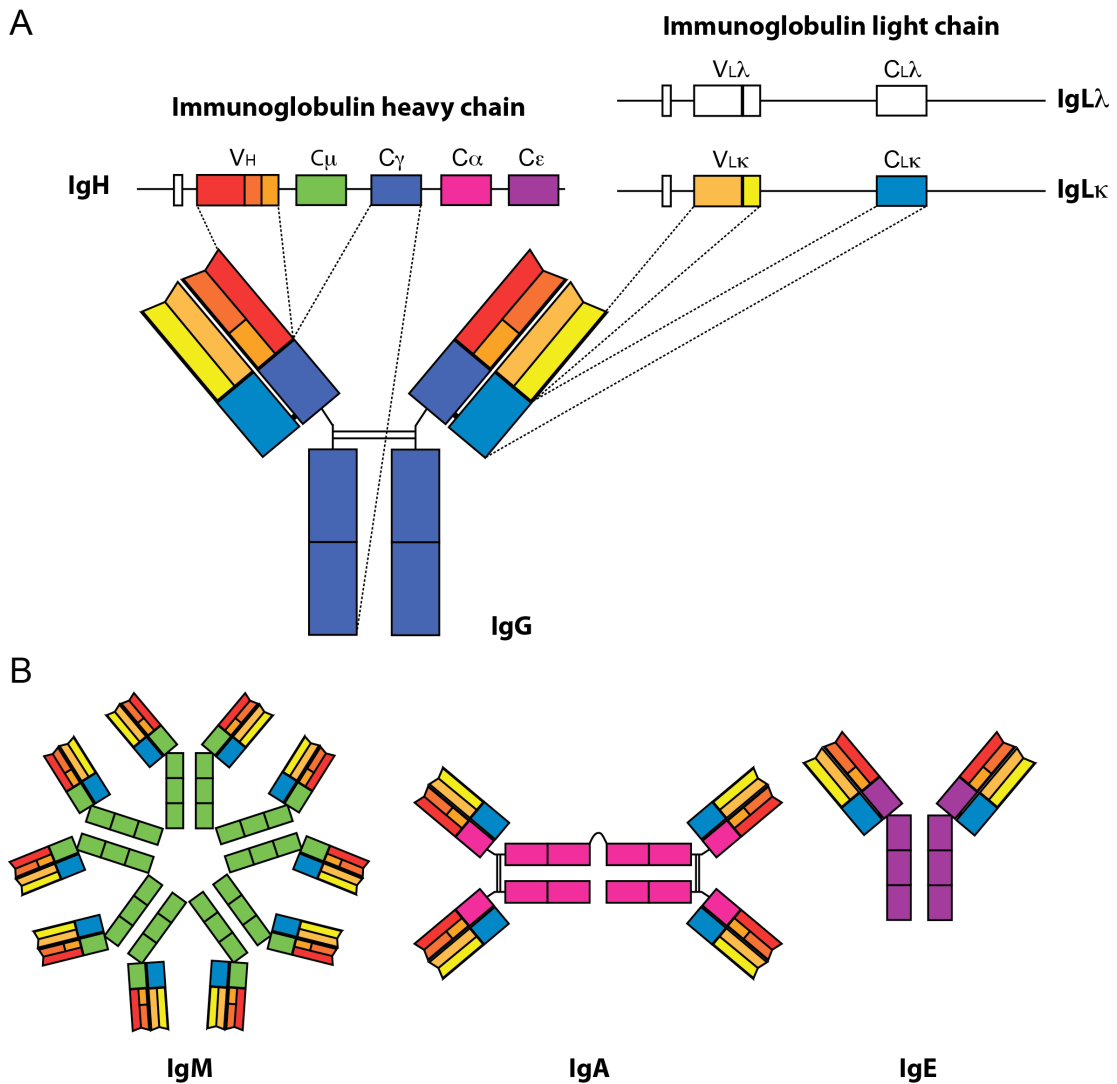 A
Immunoglobulin heavy chain
IgH
VH Cμ Cγ Cα Cε
Immunoglobulin light chain
VLλ CLλ
IgLλ
VLκ CLκ
IgLκ
IgG
B
IgM
IgA
IgE